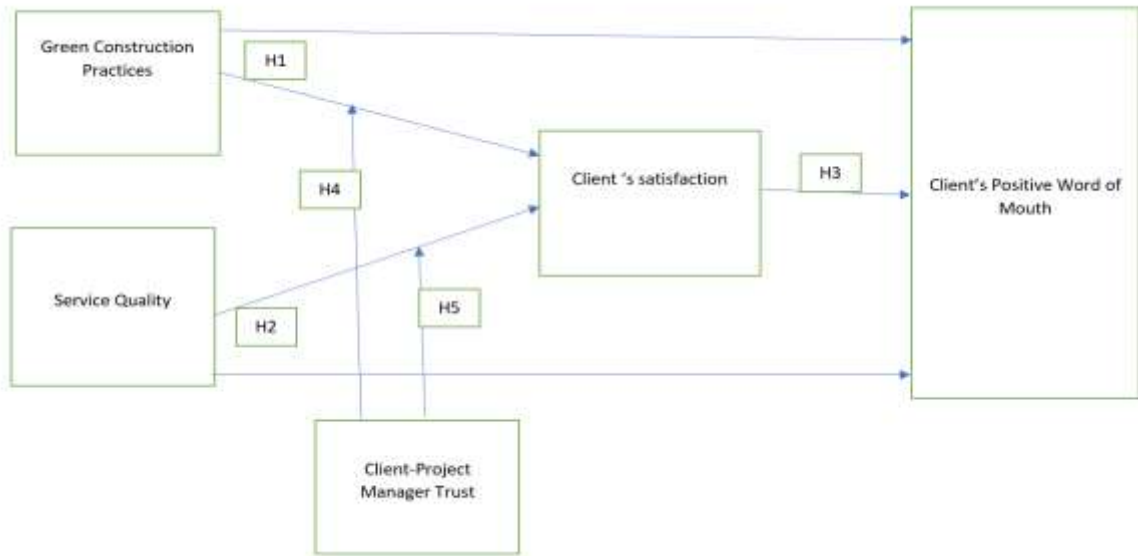 Green Construction
Practices
H1
H4
Client 's satisfaction
H3
Client's Positive Word of
Mouth
Service Quality
H2
H5
Client-Project
Manager Trust